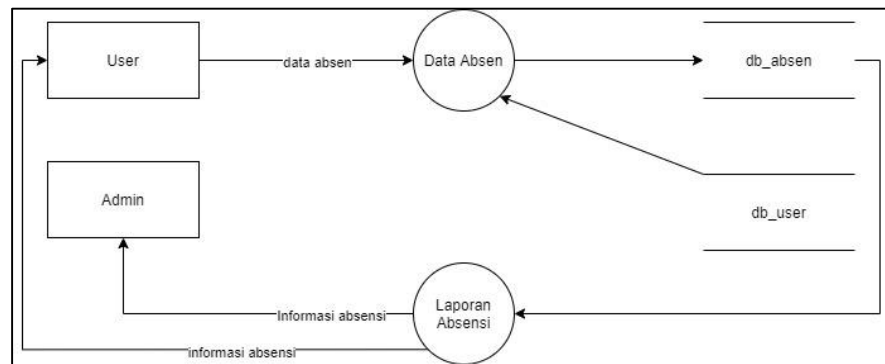 User
data absen
Data Absen
db_absen
Admin
db_user
Informasi absensi
Laporan
Absensi
informasi absensi